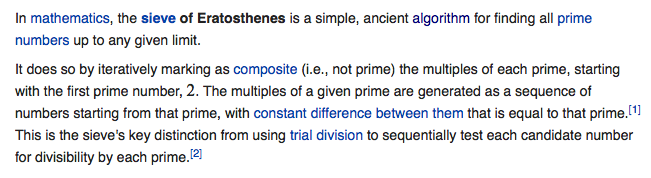 In mathematics, the sieve of Eratosthenes is a simple, ancient algorithm for finding all prime
numbers up to any given limit.
It does so by iteratively marking as composite (i.e., not prime) the multiples of each prime, starting
with the first prime number, 2. The multiples of a given prime are generated as a sequence of
numbers starting from that prime, with constant difference between them that is equal to that prime.[1]
This is the sieve's key distinction from using trial division to sequentially test each candidate number
for divisibility by each prime.[2]